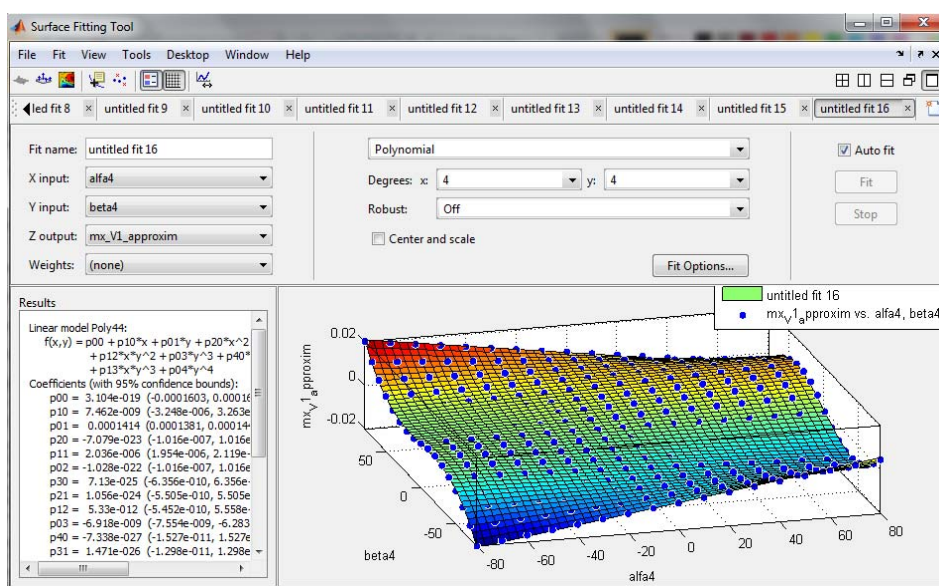 Surface Fitting Tool
File Fit View Tools Desktop Window Help
led fit 8 untitled fit 9 untitled fit 10 untitled fit 11 untitled fit 12 untitled fit 13 untitled fit 14 untitled fit 15 untitled fit 16
Fit name: untitled fit 16
X input: alfa4
Y input: beta4
Z output: mx_V1_approxim
Weights: (none)
Polynomial
Degrees: x: 4 y: 4
Robust: Off
Center and scale
Fit Options...
Auto fit
Fit
Stop
Results
Linear model Poly44:
f(x,y) = p00 + p10*x + p01*y + p20*x^2
+ p12*x*y^2 + p03*y^3 + p40*
+ p13*x*y^3 + p04*y^4
Coefficients (with 95% confidence bounds):
p00 = 3.104e-019 (-0.0001603, 0.00016
p10 = 7.462e-009 (-3.248e-006, 3.263e
p01 = 0.0001414 (0.0001381, 0.00014
p20 = -7.079e-023 (-1.016e-007, 1.016e
p11 = 2.036e-006 (1.954e-006, 2.119e-
p02 = -1.028e-022 (-1.016e-007, 1.016e
p30 = 7.13e-025 (-6.356e-010, 6.356e-
p21 = 1.056e-024 (-5.505e-010, 5.505e
p12 = 5.33e-012 (-5.452e-010, 5.558e-
p03 = -6.918e-009 (-7.554e-009, -6.283
p40 = -7.338e-027 (-1.527e-011, 1.527e
p31 = 1.471e-026 (-1.298e-011, 1.298e
untitled fit 16
mxV1approxim vs. alfa4, beta4
mxV1approxim
0.02
0
-0.02
50
0
-50
beta4
-80 -60 -40 -20 0 20 40 60 80
alfa4